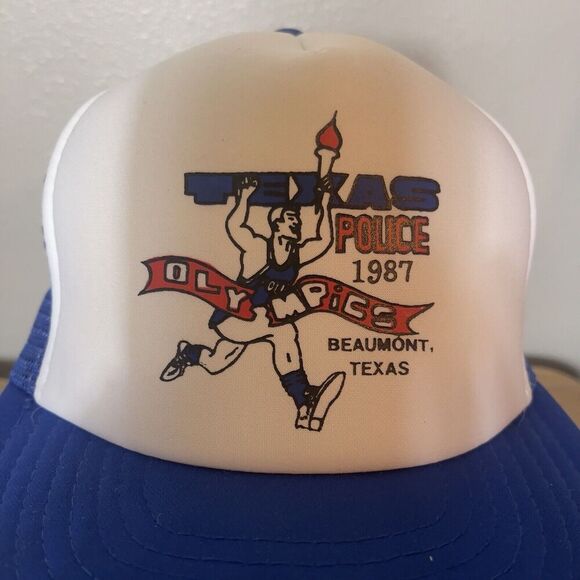 TEXAS
POLICE
1987
OLYMPiCS
BEAUMONT,
TEXAS